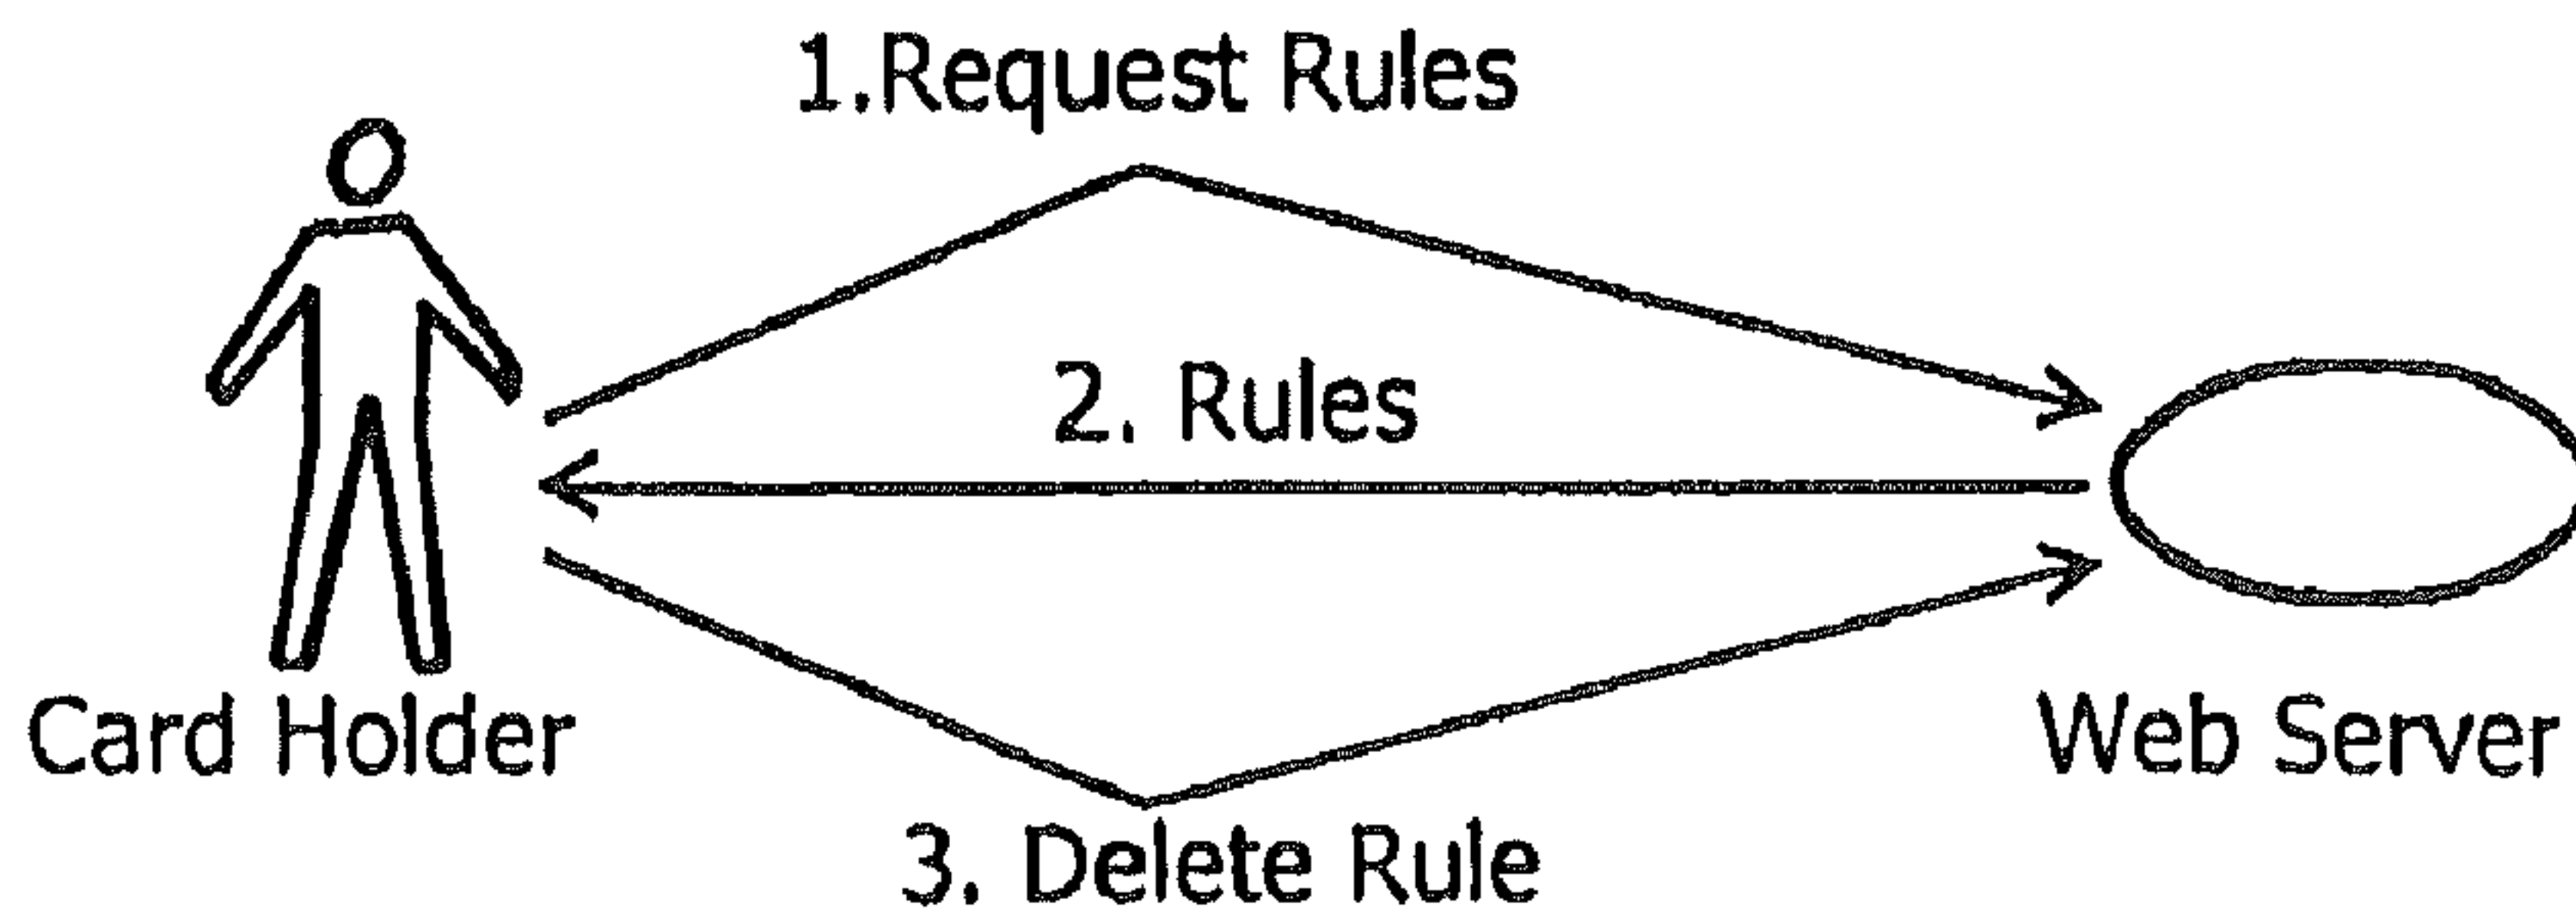 1.Request Rules
2. Rules
Card Holder
Web Server
3. Delete Rule